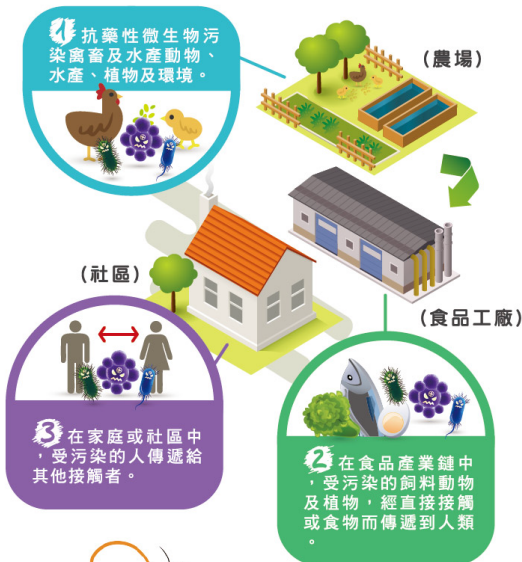 1 抗藥性微生物污
染禽畜及水產動物、
水產、植物及環境。
(農場)
(食品工廠)
2 在食品產業鏈中
,受污染的飼料動物
及植物,經直接接觸
或食物而傳遞到人類
。
(社區)
3 在家庭或社區中
,受污染的人傳遞給
其他接觸者。